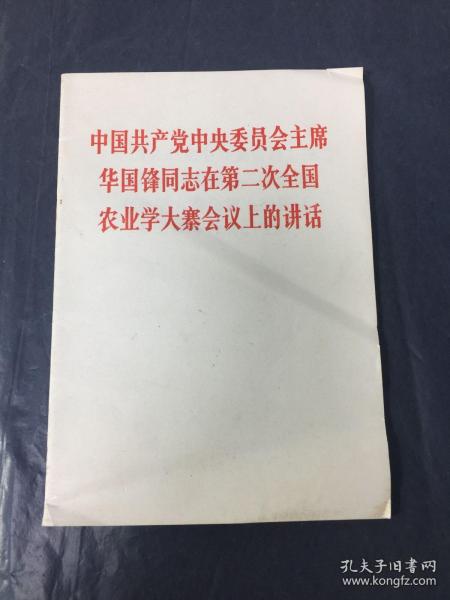 中国共产党中央委员会主席
华国锋同志在第二次全国
农业学大寨会议上的讲话
孔夫子旧书网
www.kongfz.com